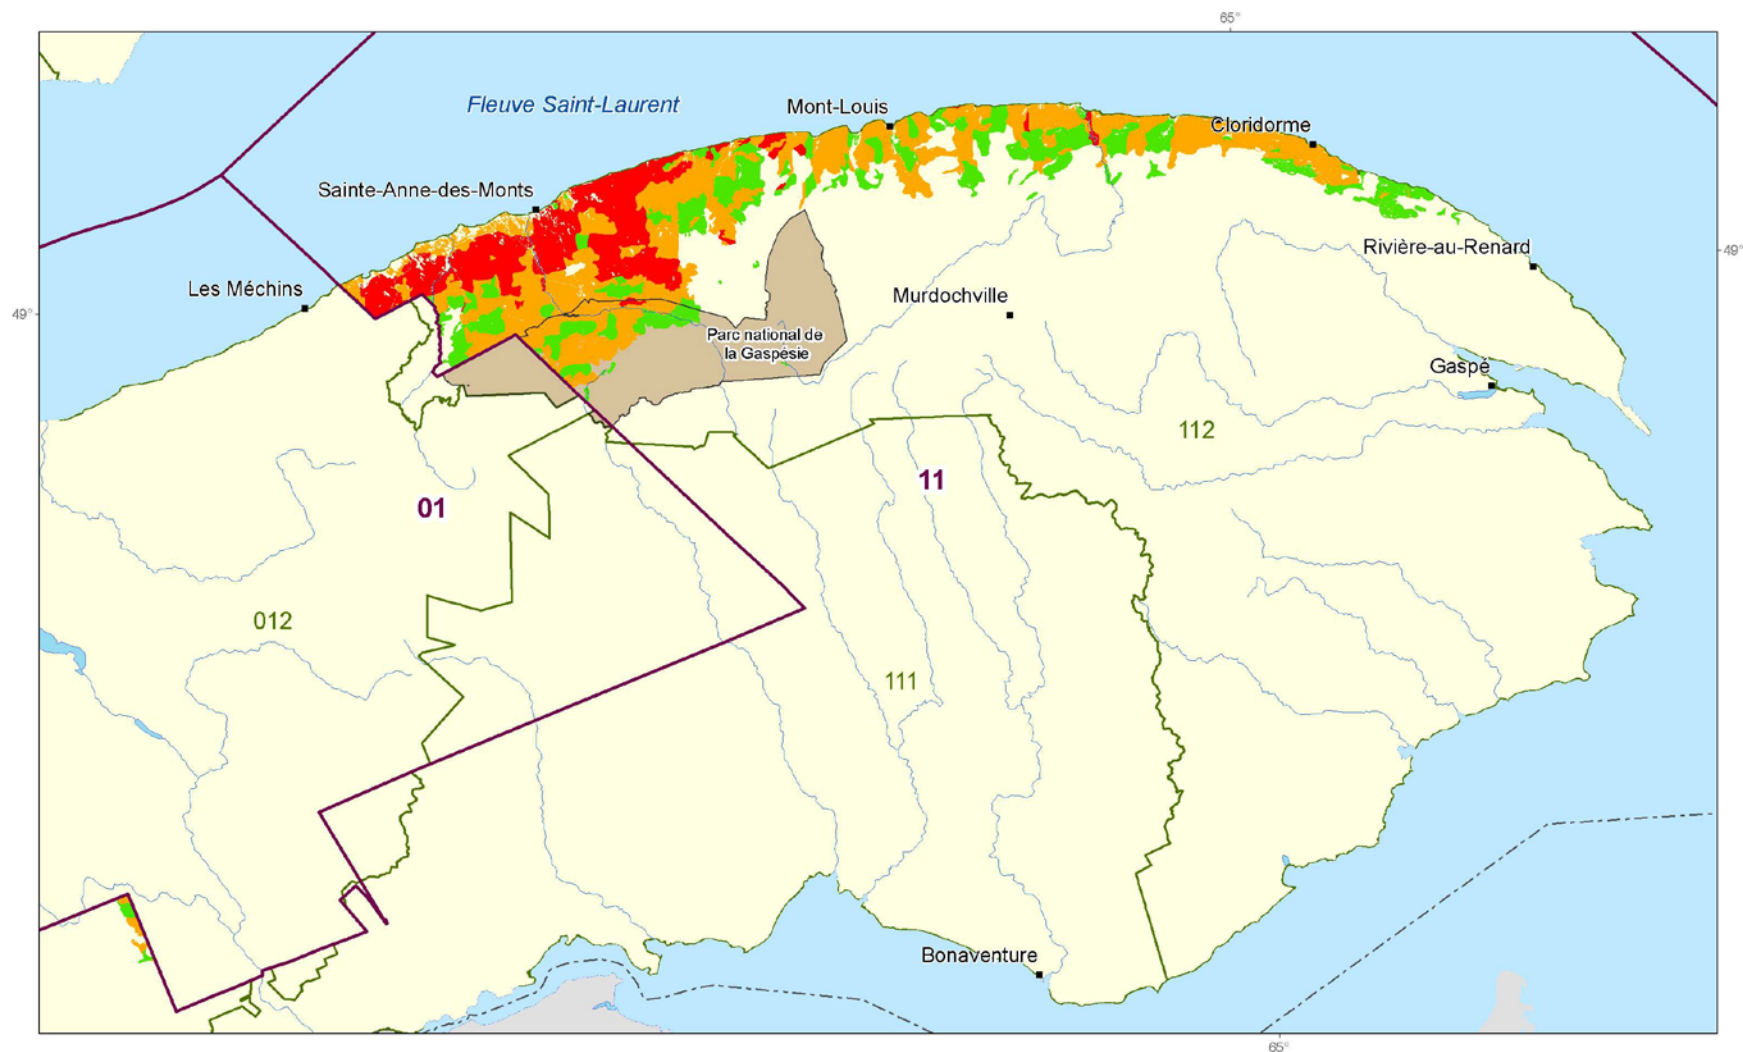 65°
Fleuve Saint-Laurent
Mont-Louis
Cloridorme
Sainte-Anne-des-Monts
Rivière-au-Renard
49°
Les Méchins
Murdochville
49°
Parc national de
la Gaspésie
Gaspé
112
11
01
012
111
Bonaventure
65°